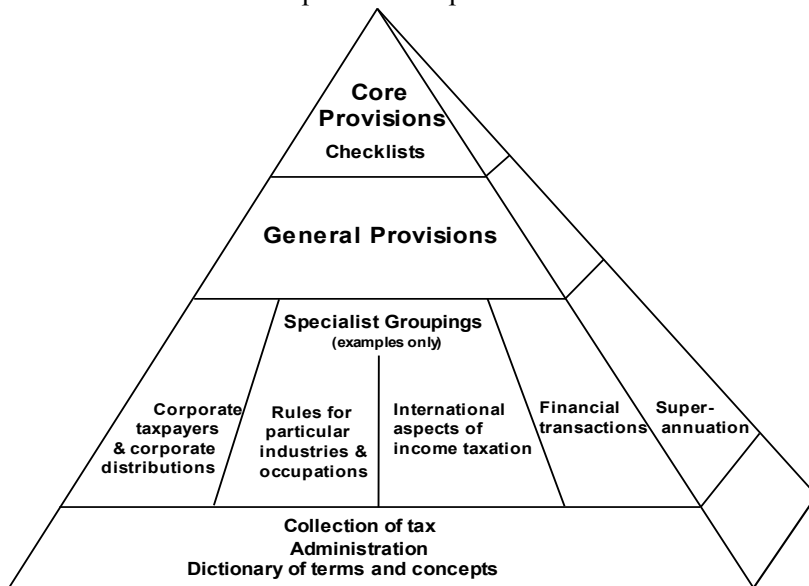 Core
Provisions
Checklists
General Provisions
Specialist Groupings
(examples only)
Corporate
taxpayers
& corporate
distributions
Rules for
particular
industries &
occupations
International
aspects of
income taxation
Financial
transactions
Super-
annuation
Collection of tax
Administration
Dictionary of terms and concepts